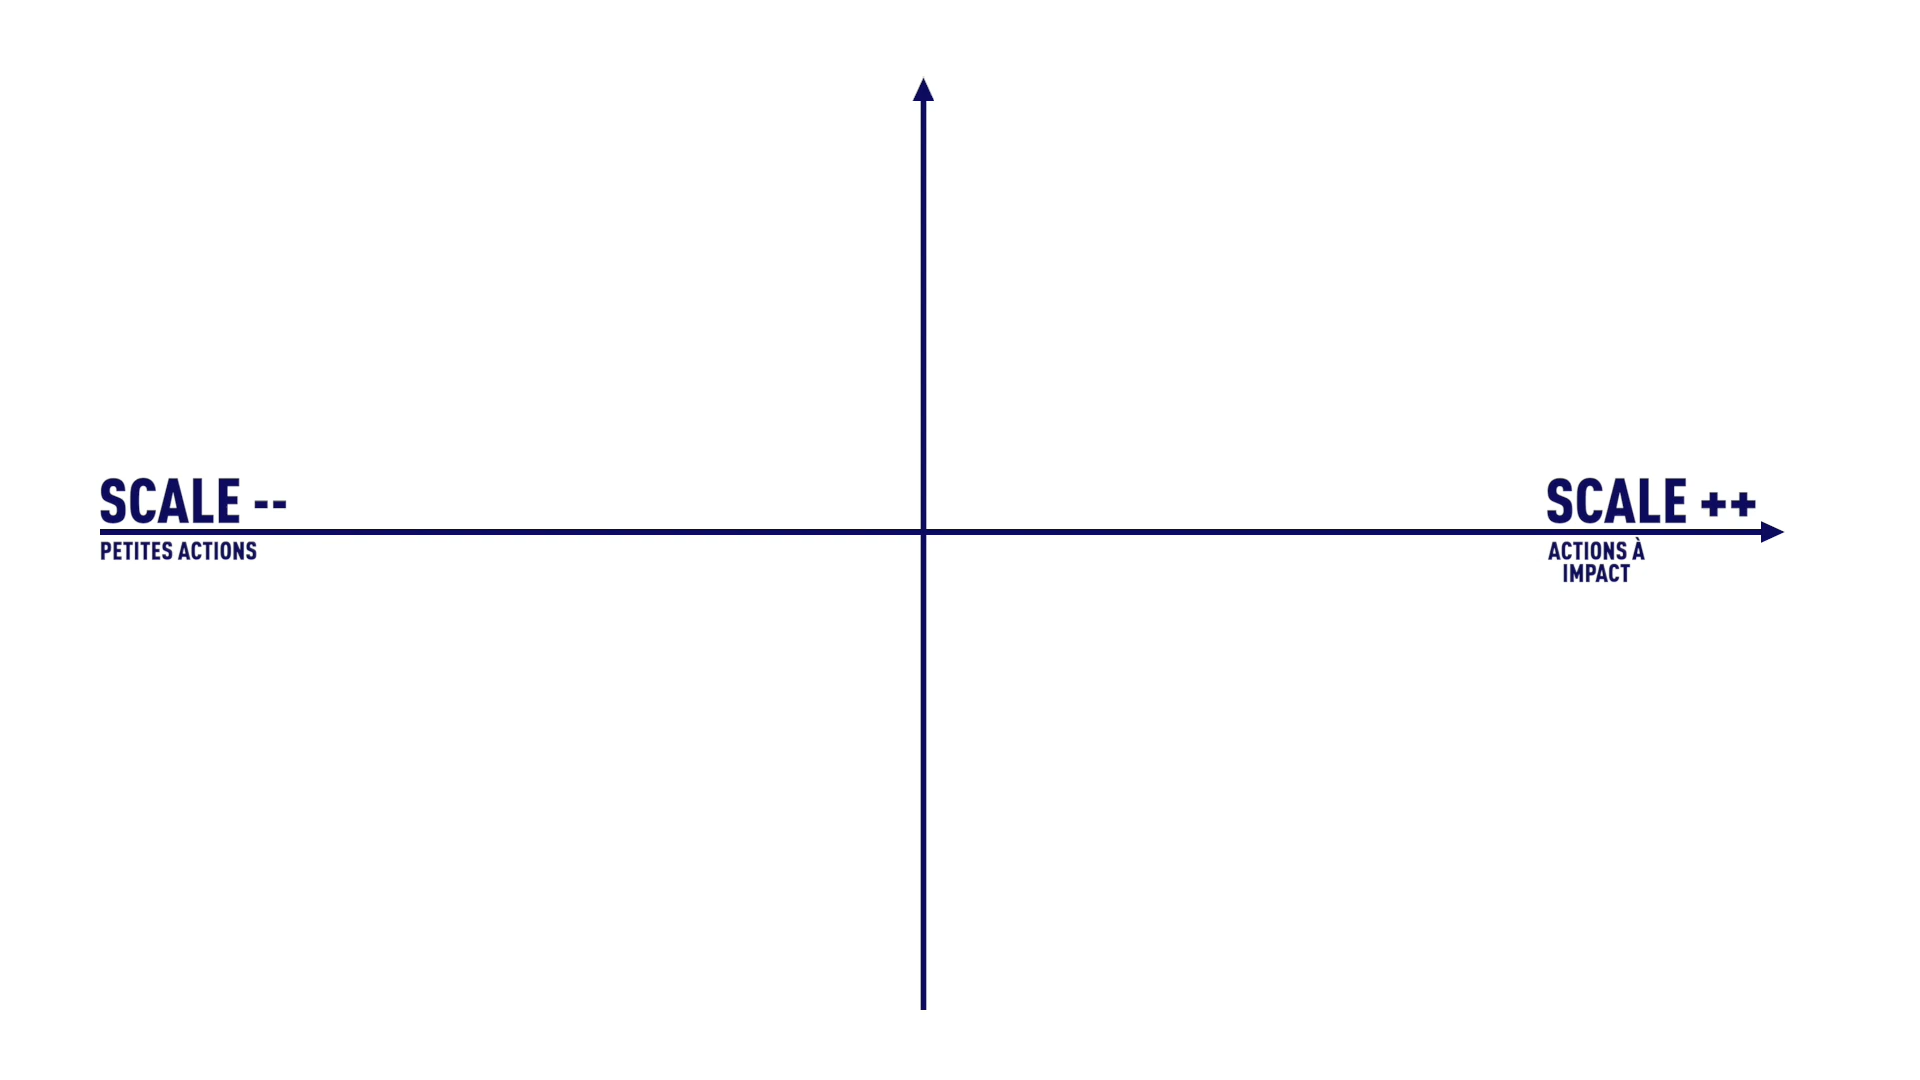 SCALE --
PETITES ACTIONS
SCALE ++
ACTIONS À
IMPACT